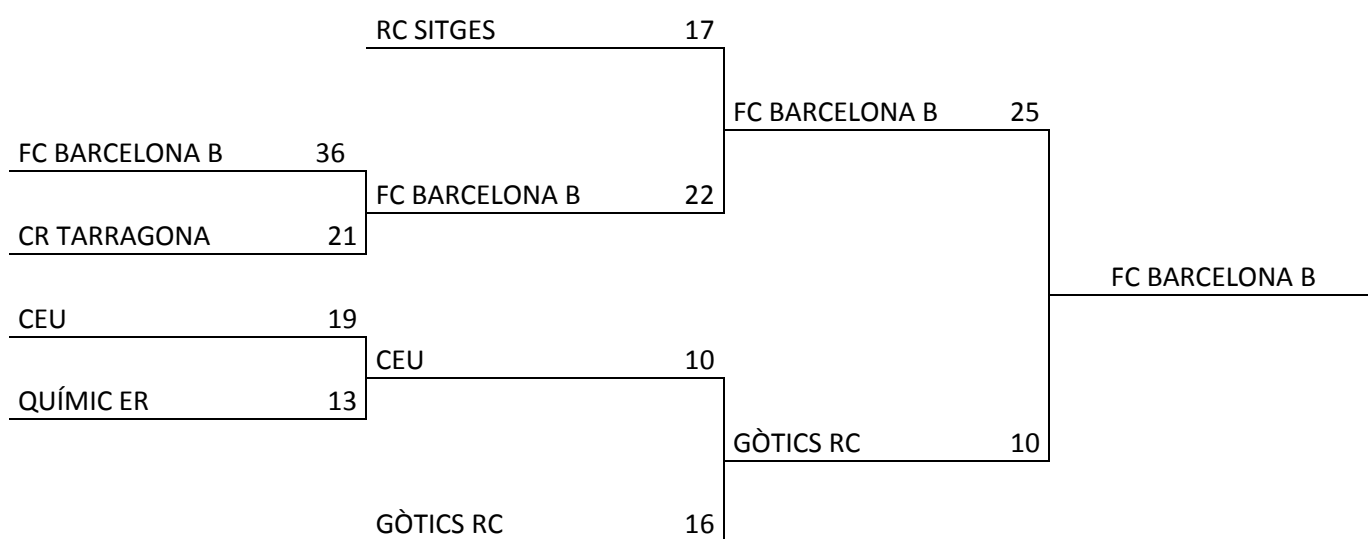 RC SITGES 17
FC BARCELONA B 25
FC BARCELONA B 36
FC BARCELONA B 22
CR TARRAGONA 21
FC BARCELONA B
CEU 19
CEU 10
QUÍMIC ER 13
GÒTICS RC 10
GÒTICS RC 16